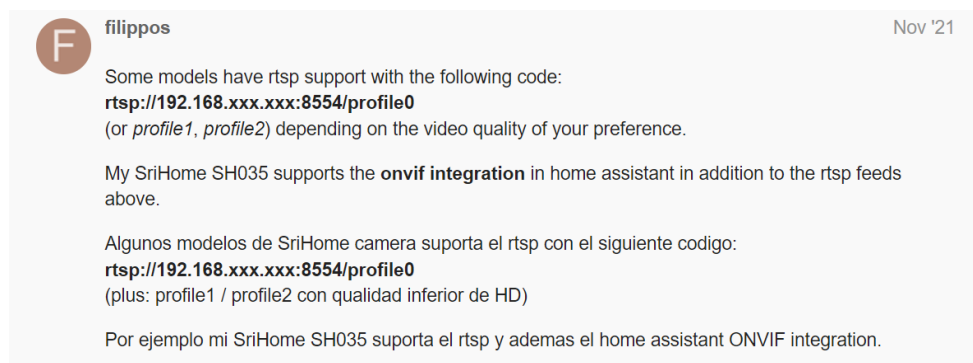 F
filippos
Nov '21
Some models have rtsp support with the following code:
rtsp://192.168.xxx.xxx:8554/profile0
(or profile1, profile2) depending on the video quality of your preference.
My SriHome SH035 supports the onvif integration in home assistant in addition to the rtsp feeds
above.
Algunos modelos de SriHome camera suporta el rtsp con el siguiente codigo:
rtsp://192.168.xxx.xxx:8554/profile0
(plus: profile1 / profile2 con qualidad inferior de HD)
Por ejemplo mi SriHome SH035 suporta el rtsp y ademas el home assistant ONVIF integration.